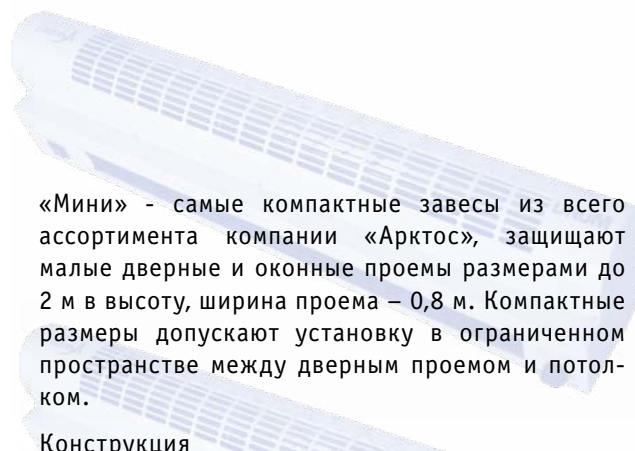 «Мини» - самые компактные завесы из всего
ассортимента компании «Арктос», защищают
малые дверные и оконные проемы размерами до
2 м в высоту, ширина проема – 0,8 м. Компактные
размеры допускают установку в ограниченном
пространстве между дверным проемом и потол-
ком.
Конструкция